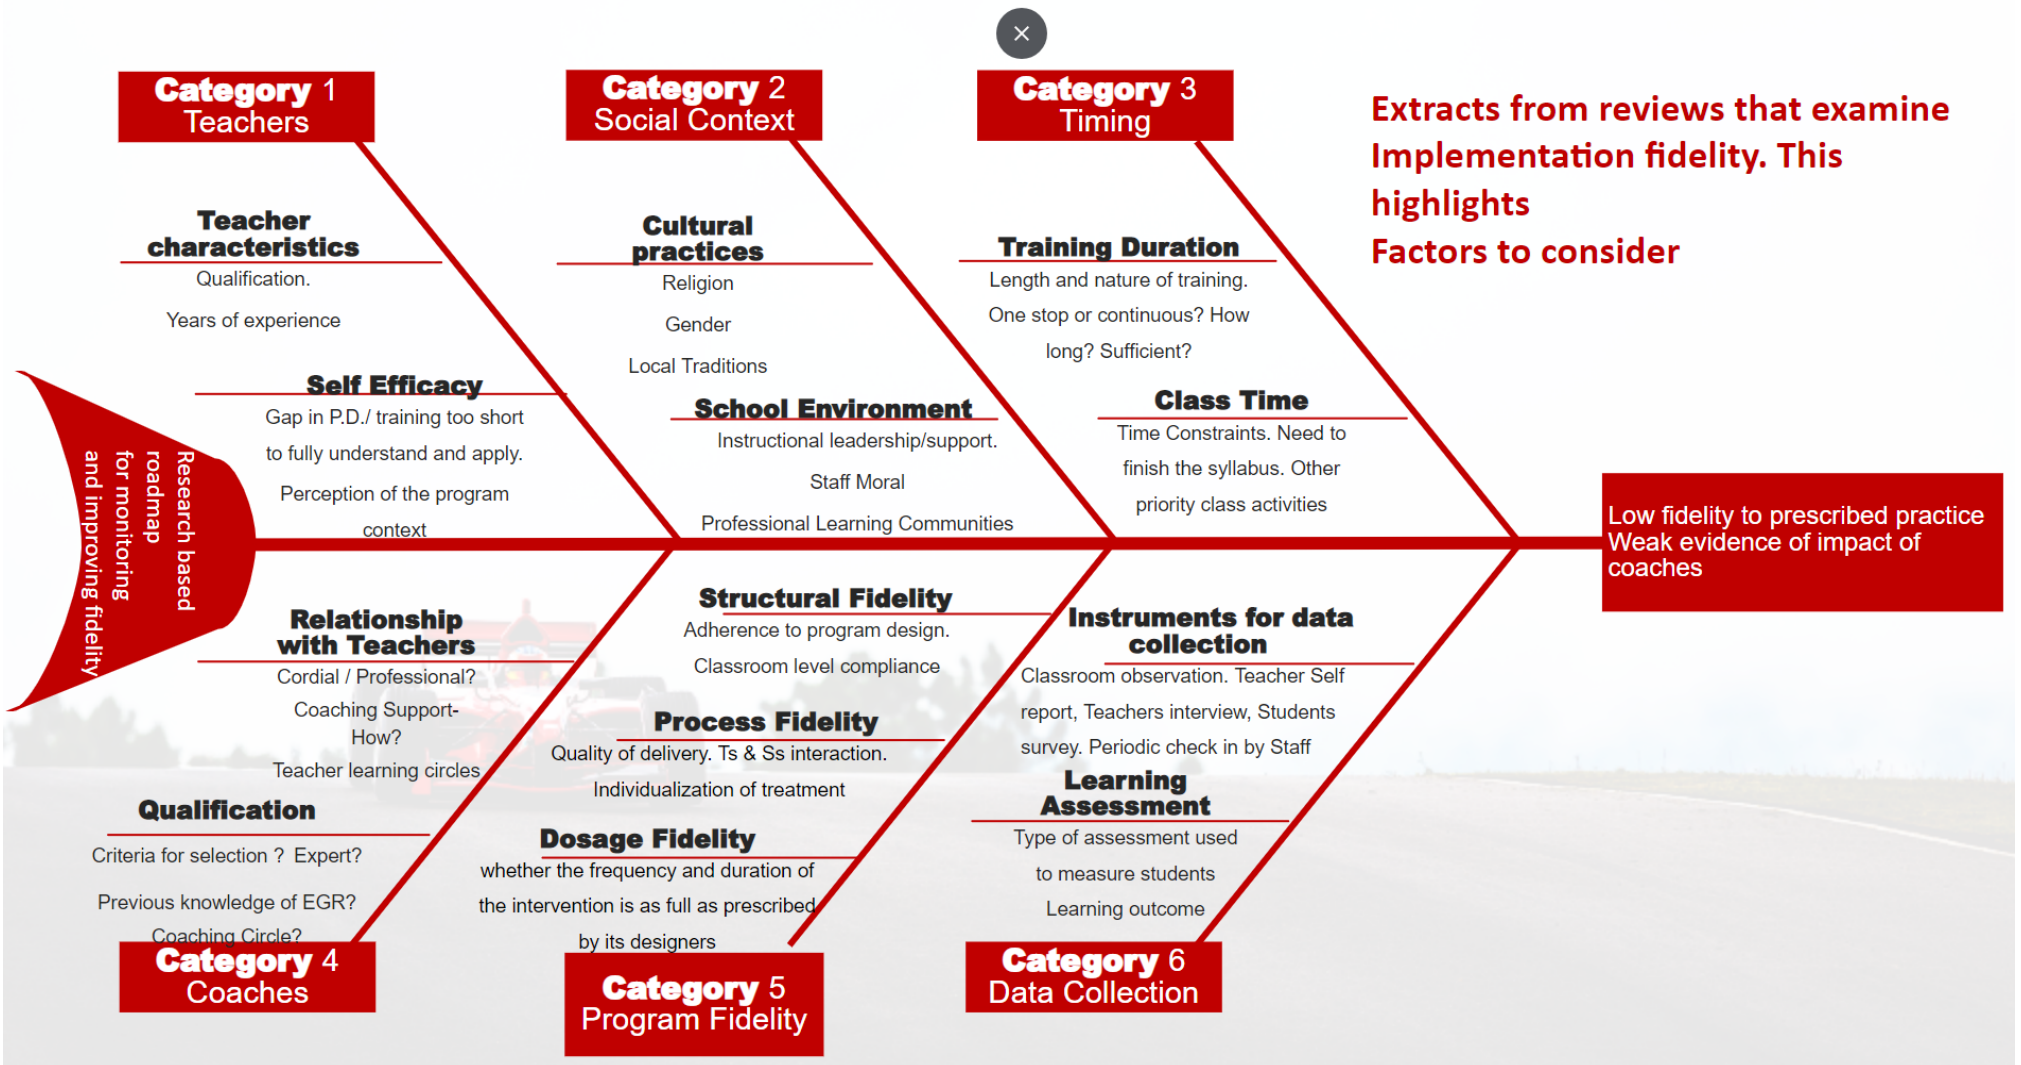 Category 1
Teachers
Category 2
Social Context
Category 3
Timing
Extracts from reviews that examine
Implementation fidelity. This
highlights
Factors to consider
Teacher
characteristics
Qualification.
Years of experience
Self Efficacy
Gap in P.D./ training too short
to fully understand and apply.
Perception of the program
context
Cultural
practices
Religion
Gender
Local Traditions
School Environment
Instructional leadership/support.
Staff Moral
Professional Learning Communities
Training Duration
Length and nature of training.
One stop or continuous? How
long? Sufficient?
Class Time
Time Constraints. Need to
finish the syllabus. Other
priority class activities
Research based
roadmap
for monitoring
and improving fidelity
Low fidelity to prescribed practice
Weak evidence of impact of
coaches
Relationship
with Teachers
Cordial / Professional?
Coaching Support-
How?
Teacher learning circles
Qualification
Criteria for selection ? Expert?
Previous knowledge of EGR?
Coaching Circle?
Category 4
Coaches
Structural Fidelity
Adherence to program design.
Classroom level compliance
Process Fidelity
Quality of delivery. Ts & Ss interaction.
Individualization of treatment
Dosage Fidelity
whether the frequency and duration of
the intervention is as full as prescribed
by its designers
Category 5
Program Fidelity
Instruments for data
collection
Classroom observation. Teacher Self
report, Teachers interview, Students
survey. Periodic check in by Staff
Learning
Assessment
Type of assessment used
to measure students
Learning outcome
Category 6
Data Collection